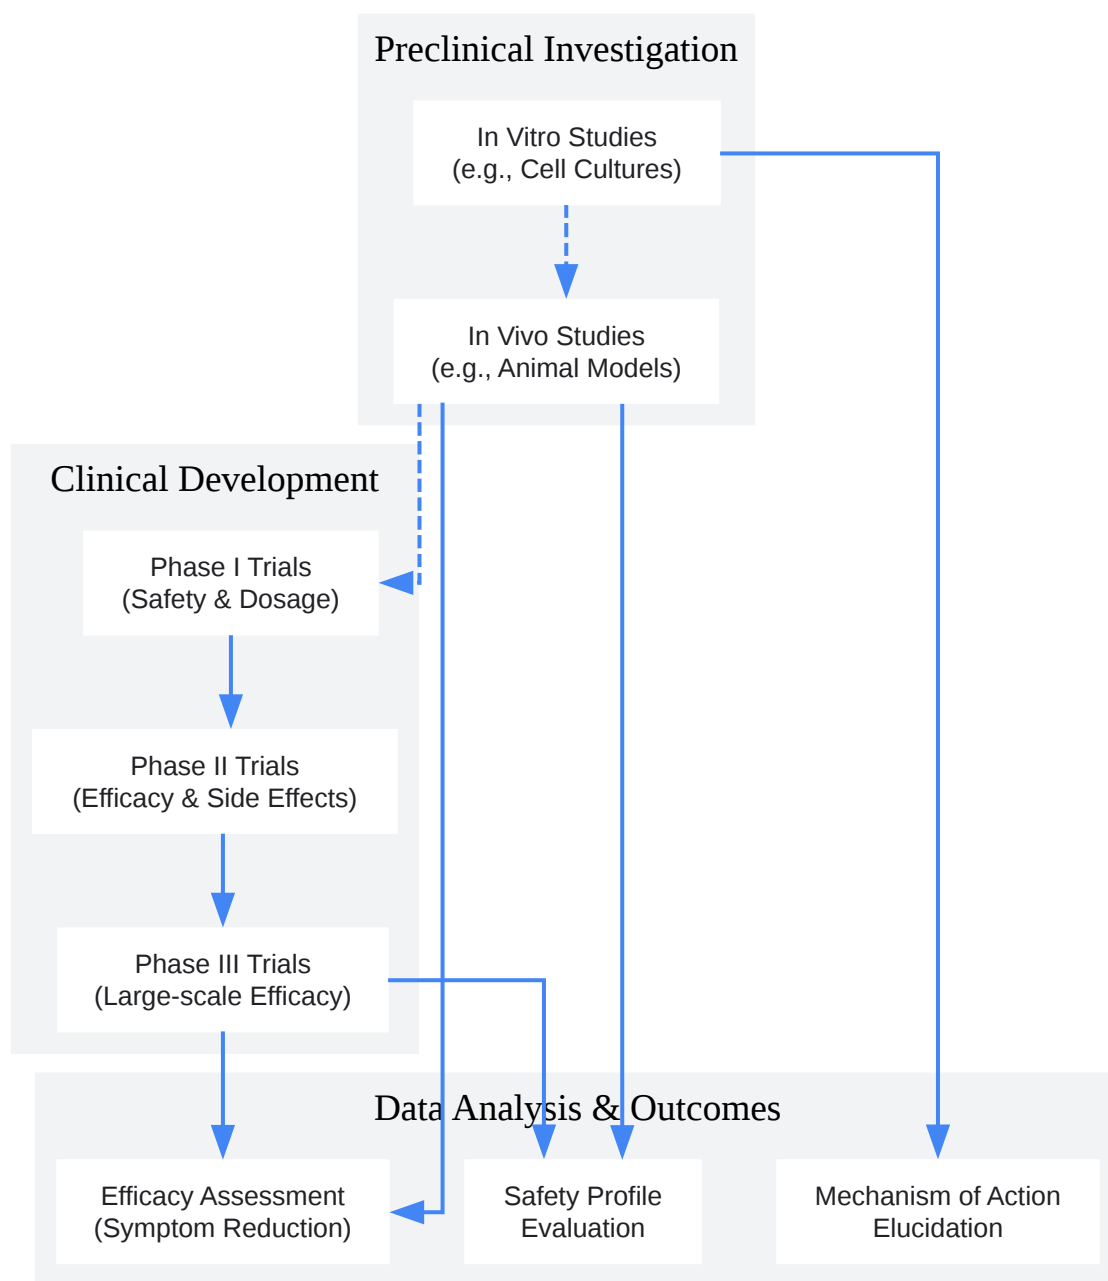 Preclinical Investigation
In Vitro Studies
(e.g., Cell Cultures)
In Vivo Studies
(e.g., Animal Models)
Clinical Development
Phase I Trials
(Safety & Dosage)
Phase II Trials
(Efficacy & Side Effects)
Phase III Trials
(Large-scale Efficacy)
Data Analysis & Outcomes
Efficacy Assessment
(Symptom Reduction)
Safety Profile
Evaluation
Mechanism of Action
Elucidation